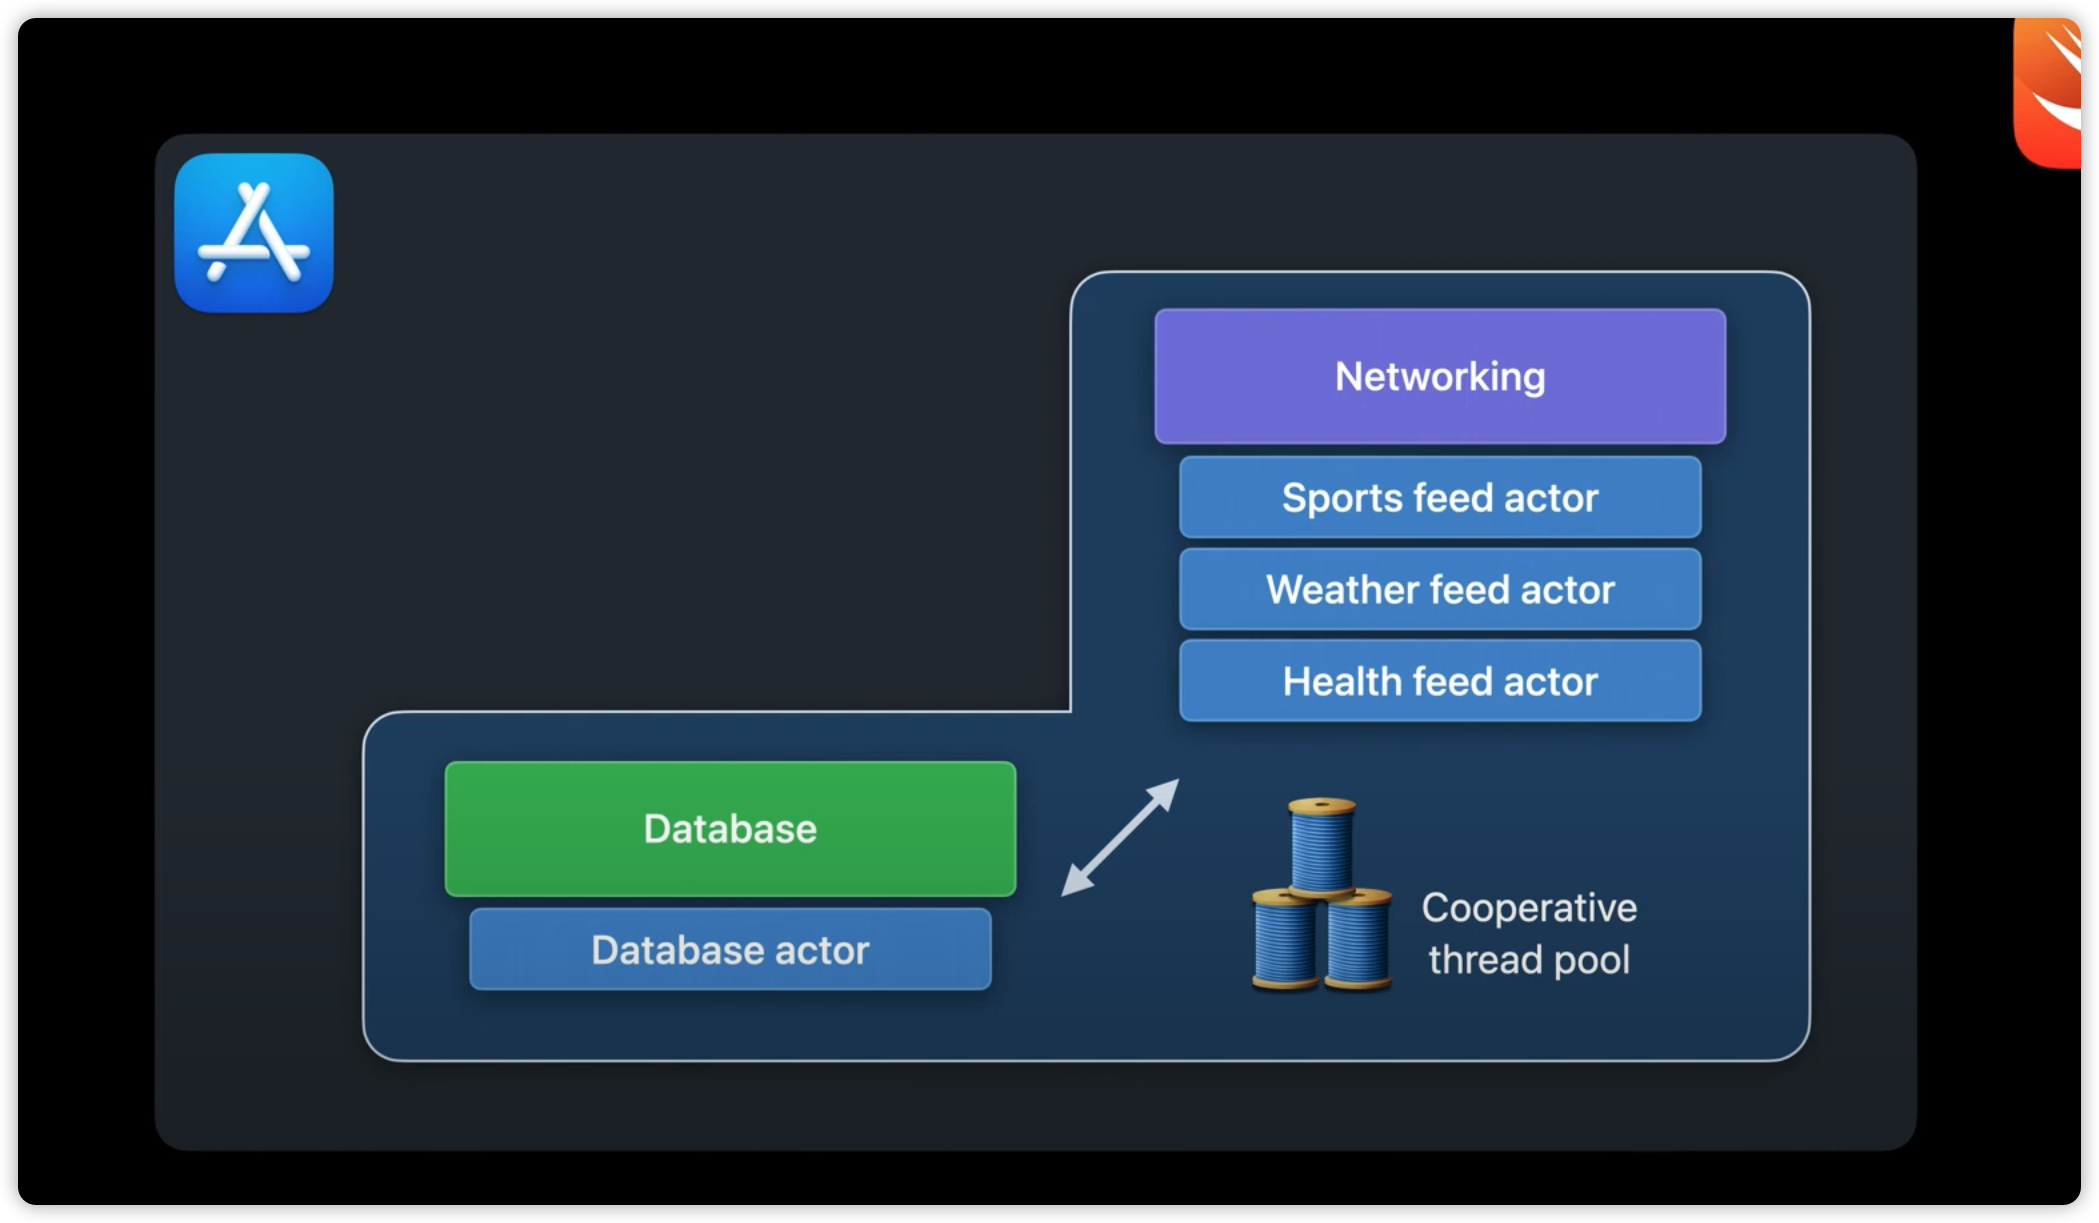 Networking
Sports feed actor
Weather feed actor
Health feed actor
Database
Database actor
Cooperative
thread pool